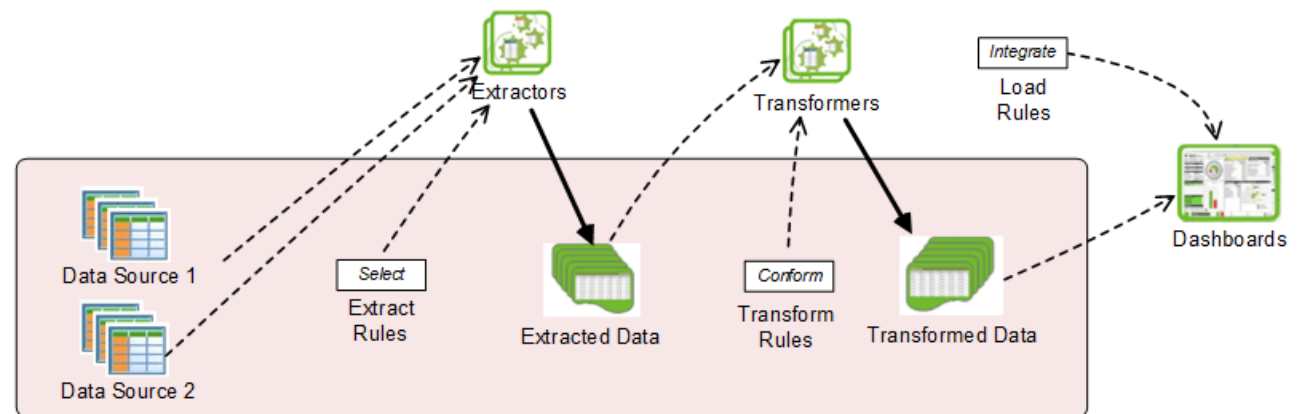 Extractors
Transformers
Integrate
Load
Rules
Data Source 1
Select
Extract
Rules
Extracted Data
Conform
Transform
Rules
Transformed Data
Dashboards
Data Source 2